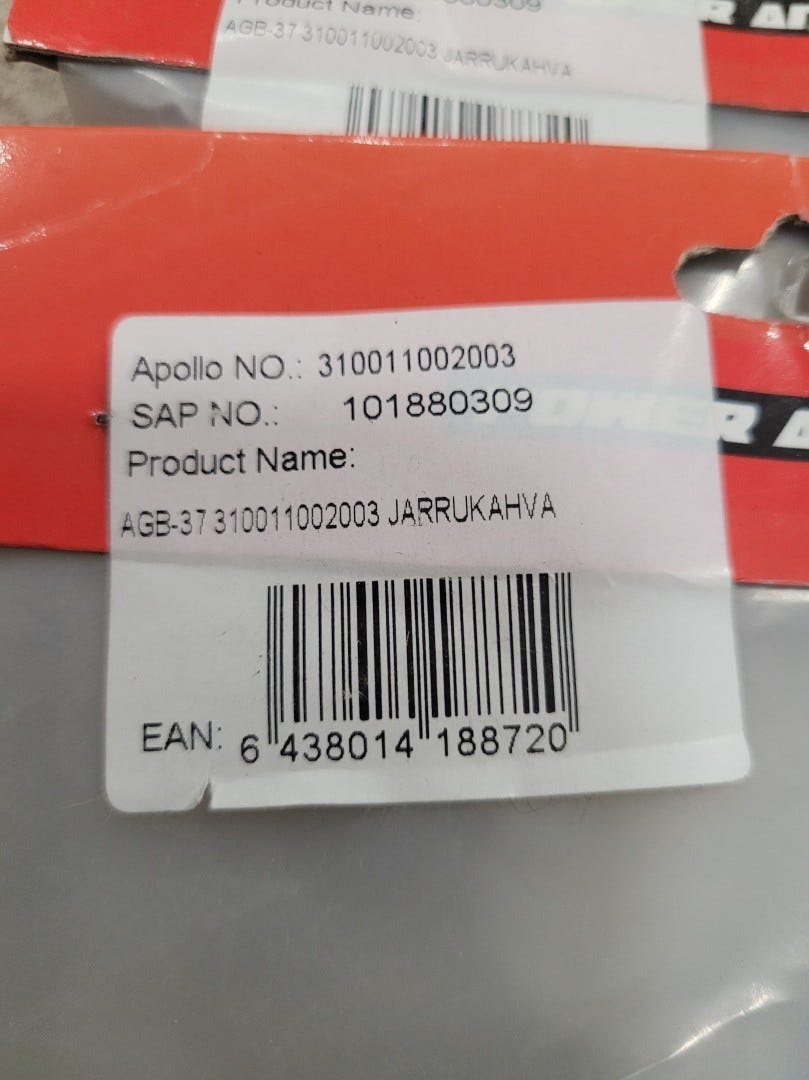 Product Name:
AGB-37 310011002003 JARRUKAHVA
Apollo NO.: 310011002003
SAP NO.: 101880309
Product Name:
AGB-37 310011002003 JARRUKAHVA
EAN: 6 438014 188720